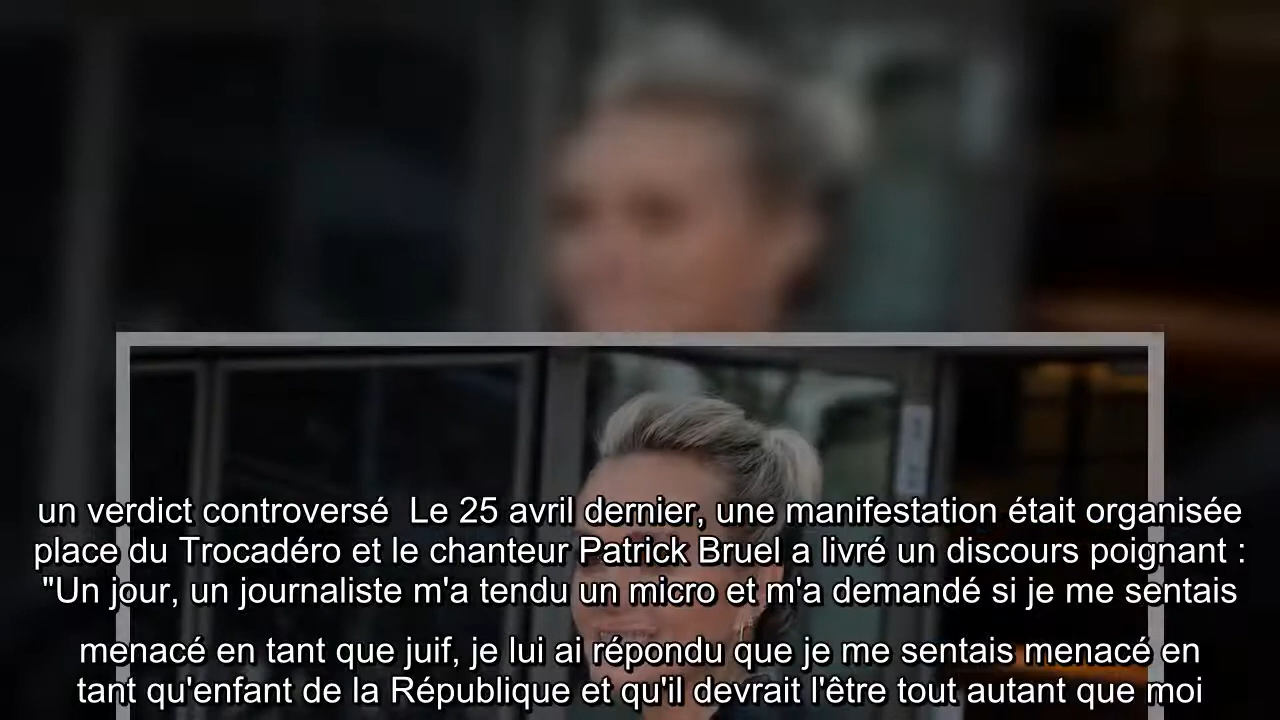 un verdict controversé  Le 25 avril dernier, une manifestation était organisée
place du Trocadéro et le chanteur Patrick Bruel a livré un discours poignant :
"Un jour, un journaliste m'a tendu un micro et m'a demandé si je me sentais
menacé en tant que juif, je lui ai répondu que je me sentais menacé en
tant qu'enfant de la République et qu'il devrait l'être tout autant que moi